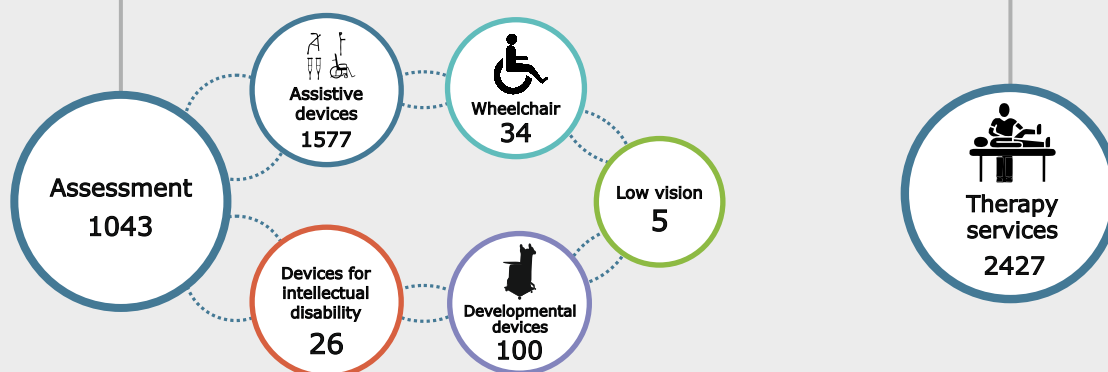 Assessment
1043
Assistive
devices
1577
Wheelchair
34
Low vision
5
Developmental
devices
100
Devices for
intellectual
disability
26
Therapy
services
2427